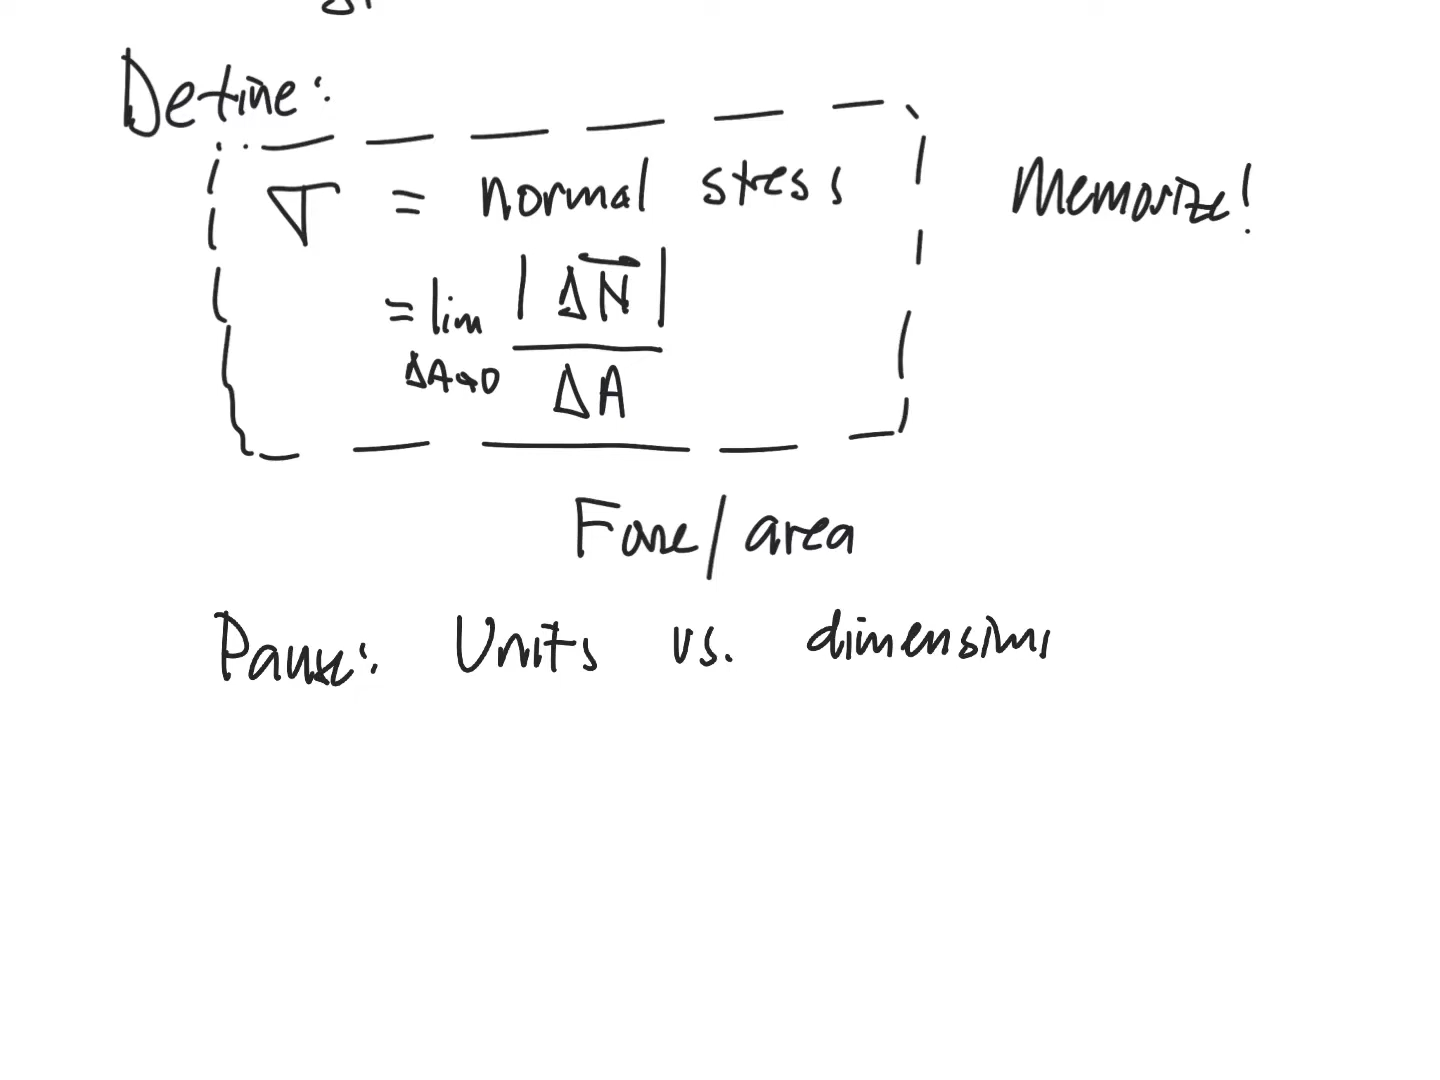 Define:
σ = normal stress
Memorize!
= lim |ΔN⃗|
ΔA→0 ΔA
Force/area
Pause: Units vs. dimensions